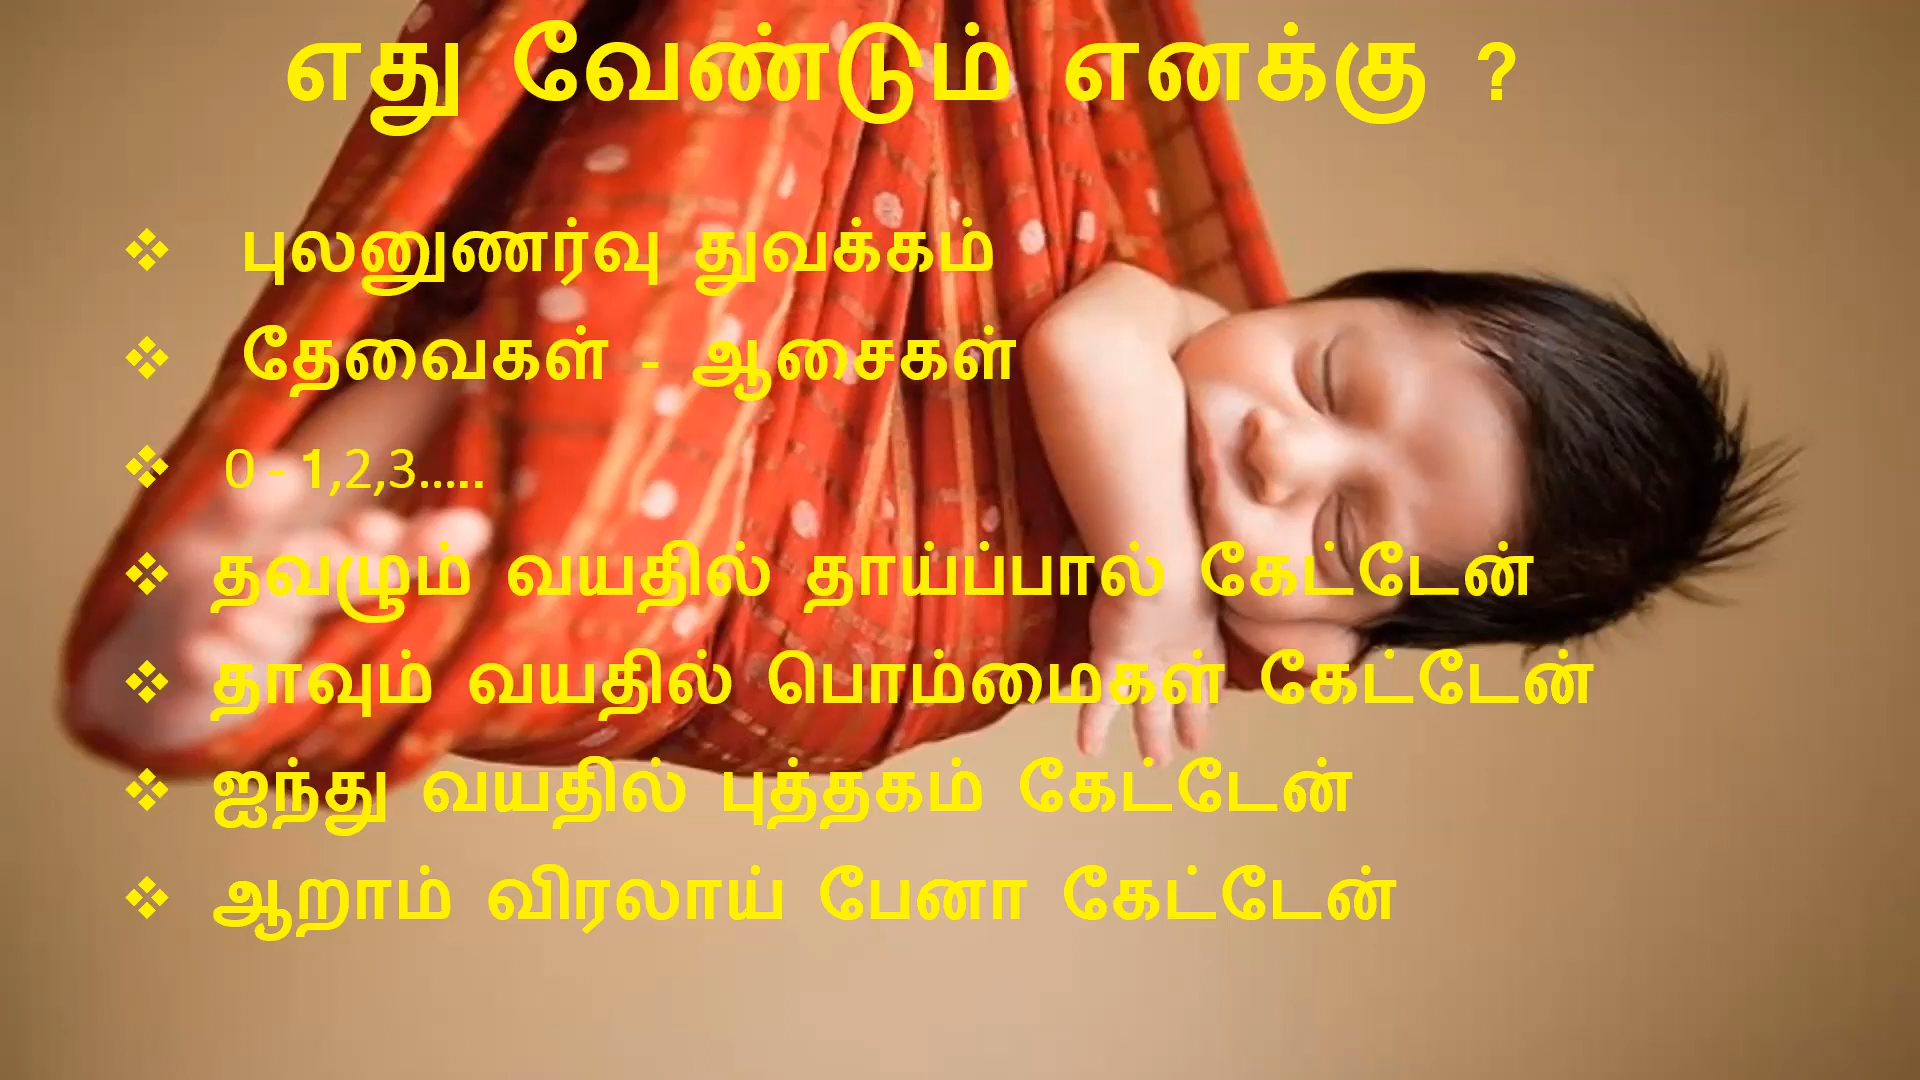 எது வேண்டும் எனக்கு ?
❖ புலனுணர்வு துவக்கம்
❖ தேவைகள் - ஆசைகள்
❖ 0 - 1,2,3.....
❖ தவழும் வயதில் தாய்ப்பால் கேட்டேன்
❖ தாவும் வயதில் பொம்மைகள் கேட்டேன்
❖ ஐந்து வயதில் புத்தகம் கேட்டேன்
❖ ஆறாம் விரலாய் பேனா கேட்டேன்